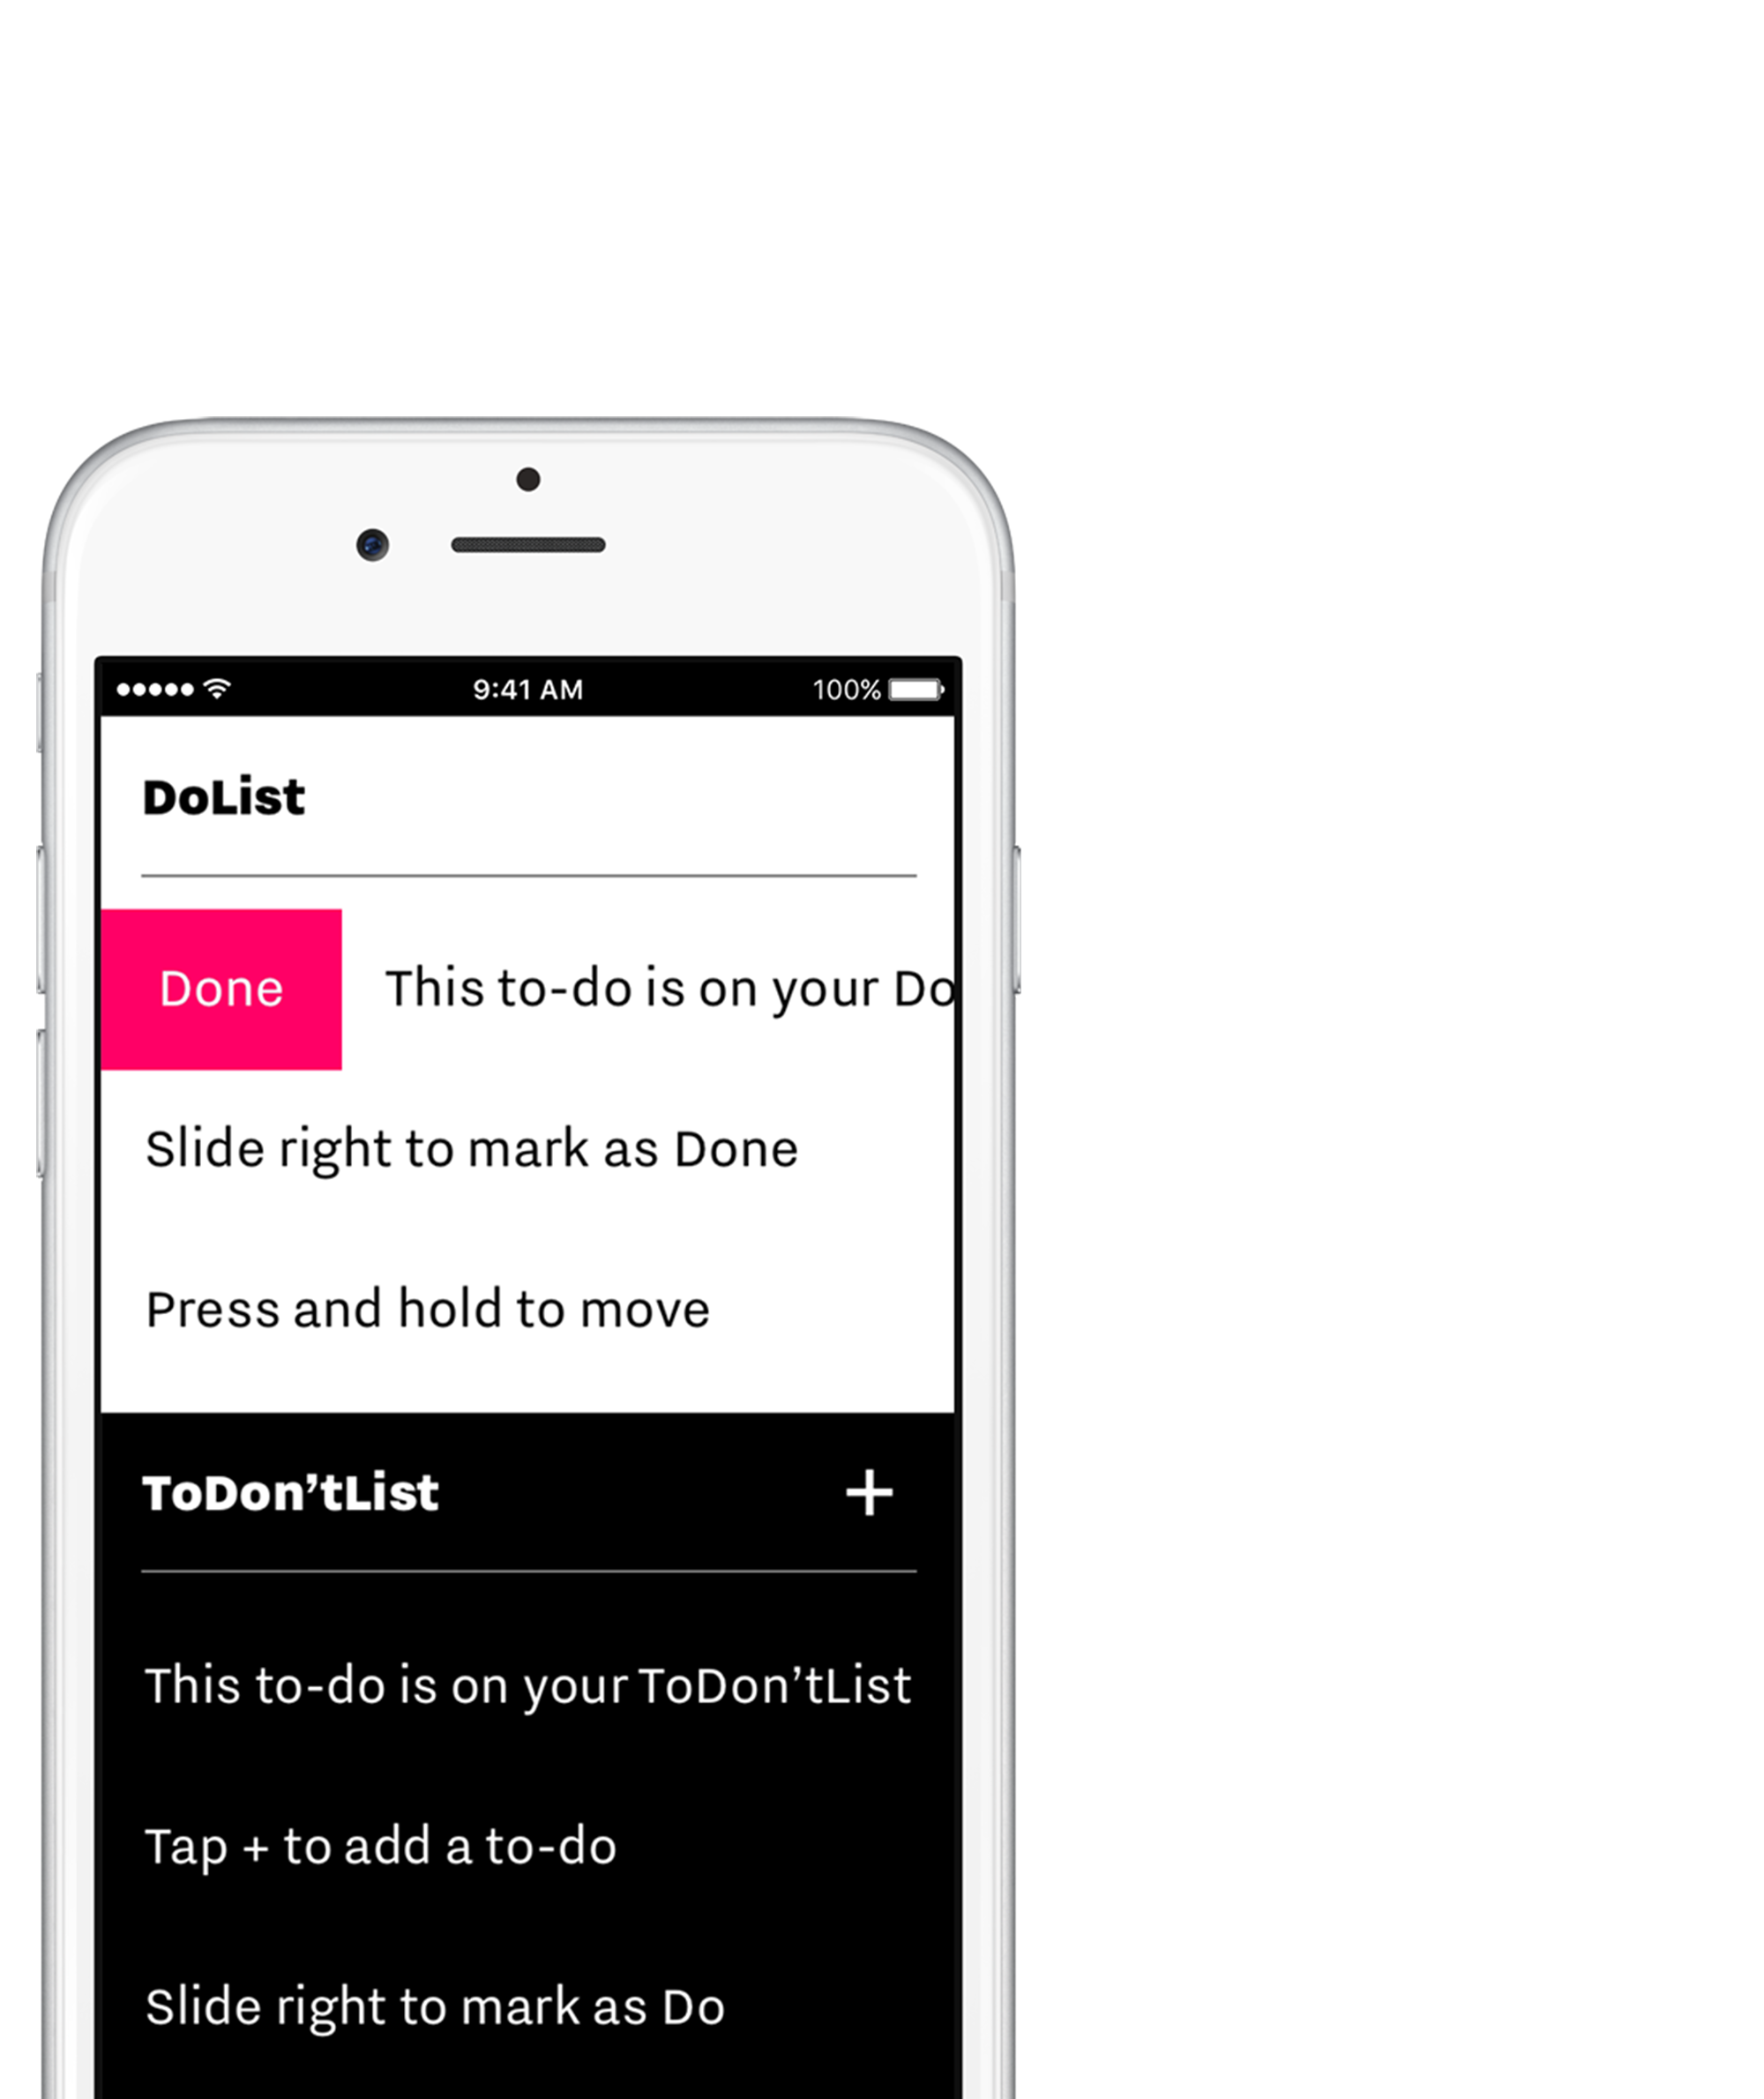 9:41 AM 100%
DoList
Done This to-do is on your Do
Slide right to mark as Done
Press and hold to move
ToDon’tList +
This to-do is on your ToDon’tList
Tap + to add a to-do
Slide right to mark as Do